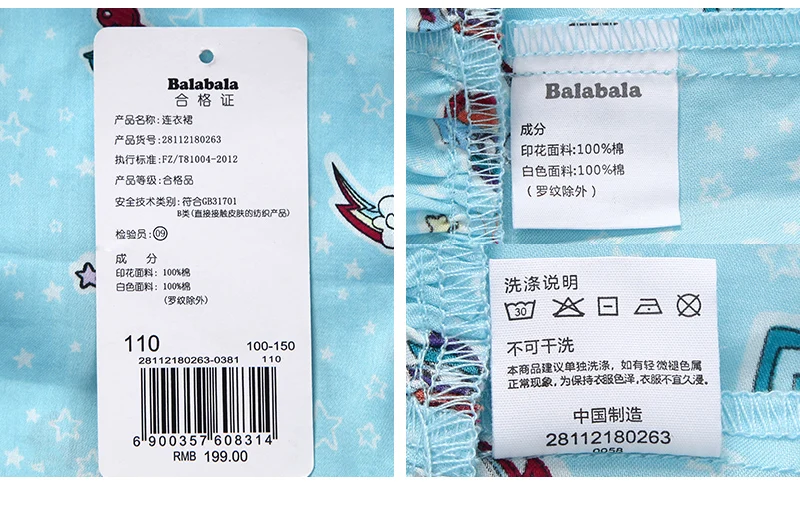 Balabala
合格证
产品名称: 连衣裙
产品货号: 28112180263
执行标准: FZ/T81004-2012
产品等级: 合格品
安全技术类别: 符合GB31701
B类(直接接触皮肤的纺织产品)
检验员: 09
成 分
印花面料: 100%棉
白色面料: 100%棉
(罗纹除外)
110 100-150
28112180263-0381 110
6 900357 608314
RMB 199.00
Balabala
成分
印花面料:100%棉
白色面料:100%棉
(罗纹除外)
洗涤说明
30
不可干洗
本商品建议单独洗涤，如有轻微褪色属
正常现象，为保持衣服色泽，衣服不宜久浸。
中国制造
28112180263